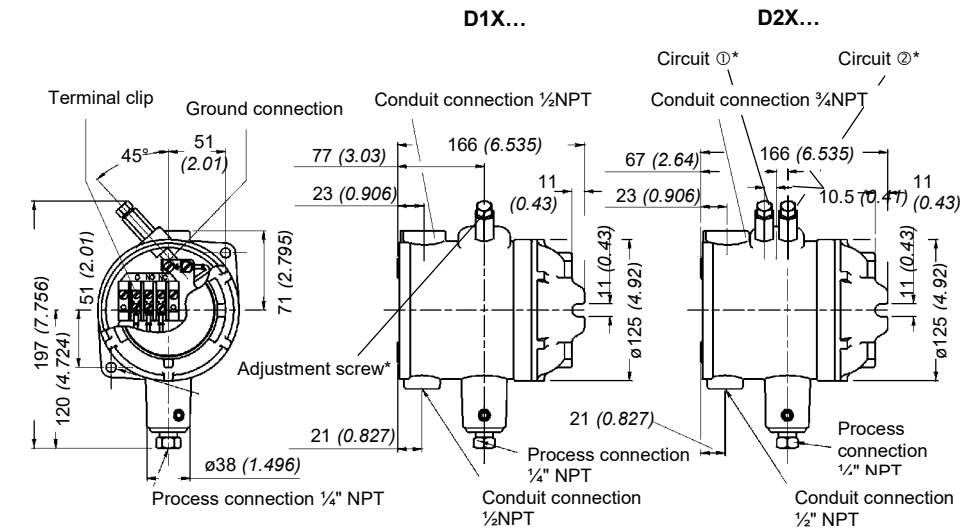 D1X…
D2X…
Circuit ①*
Circuit ②*
Terminal clip
Ground connection
Conduit connection ½NPT
Conduit connection ¾NPT
45º
51
(2.01)
77 (3.03)
166 (6.535)
67 (2.64)
166 (6.535)
23 (0.906)
11
(0.43)
23 (0.906)
10.5 (0.41)
11
(0.43)
197 (7.756)
120 (4.724)
51 (2.01)
O NO NC
71 (2.795)
11 (0.43)
ø125 (4.92)
11 (0.43)
ø125 (4.92)
Adjustment screw*
21 (0.827)
21 (0.827)
ø38 (1.496)
Process connection ¼" NPT
Process connection
¼" NPT
Process
connection
¼" NPT
Conduit connection
½NPT
Conduit connection
½" NPT